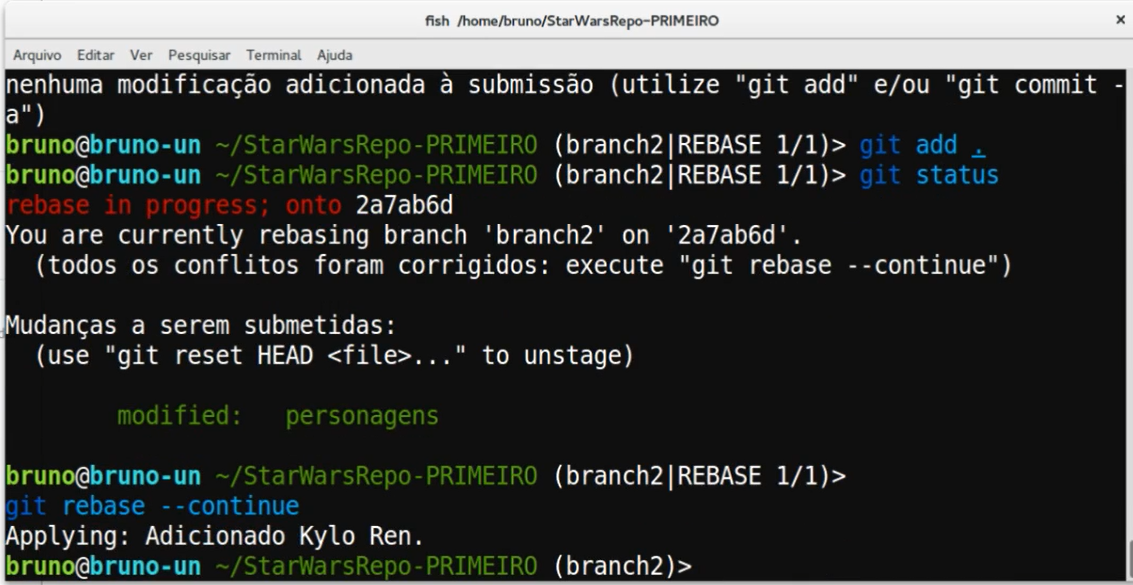 fish /home/bruno/StarWarsRepo-PRIMEIRO ×
Arquivo Editar Ver Pesquisar Terminal Ajuda
nenhuma modificação adicionada à submissão (utilize "git add" e/ou "git commit -
a")
bruno@bruno-un ~/StarWarsRepo-PRIMEIRO (branch2|REBASE 1/1)> git add .
bruno@bruno-un ~/StarWarsRepo-PRIMEIRO (branch2|REBASE 1/1)> git status
rebase in progress; onto 2a7ab6d
You are currently rebasing branch 'branch2' on '2a7ab6d'.
  (todos os conflitos foram corrigidos: execute "git rebase --continue")
Mudanças a serem submetidas:
  (use "git reset HEAD <file>..." to unstage)
        modified:   personagens
bruno@bruno-un ~/StarWarsRepo-PRIMEIRO (branch2|REBASE 1/1)>
git rebase --continue
Applying: Adicionado Kylo Ren.
bruno@bruno-un ~/StarWarsRepo-PRIMEIRO (branch2)>